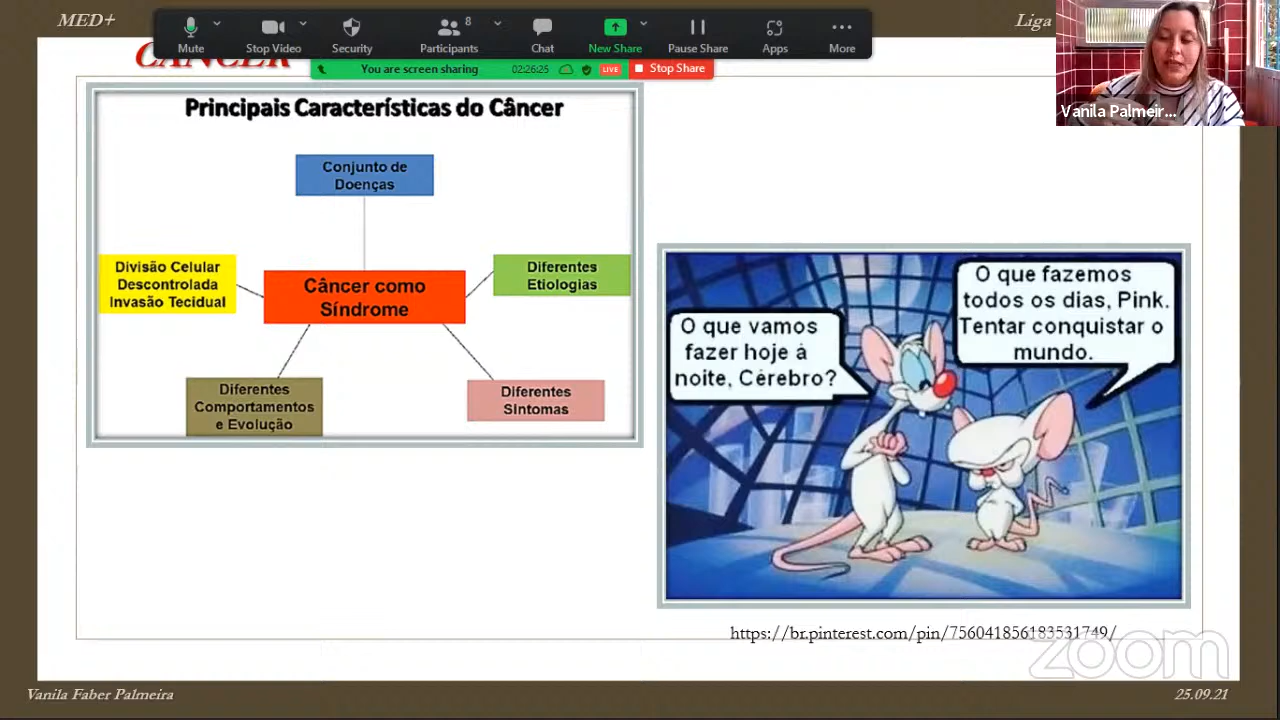 MED+
Liga
CÂNCER
Mute
Stop Video
Security
Participants
8
Chat
New Share
Pause Share
Apps
More
You are screen sharing
02:26:25
LIVE
Stop Share
Vanila Palmeir...
Principais Características do Câncer
Conjunto de
Doenças
Divisão Celular
Descontrolada
Invasão Tecidual
Câncer como
Síndrome
Diferentes
Etiologias
Diferentes
Comportamentos
e Evolução
Diferentes
Sintomas
O que vamos
fazer hoje á
noite, Cérebro?
O que fazemos
todos os dias, Pink.
Tentar conquistar o
mundo.
https://br.pinterest.com/pin/756041856183531749/
zoom
Vanila Faber Palmeira
25.09.21